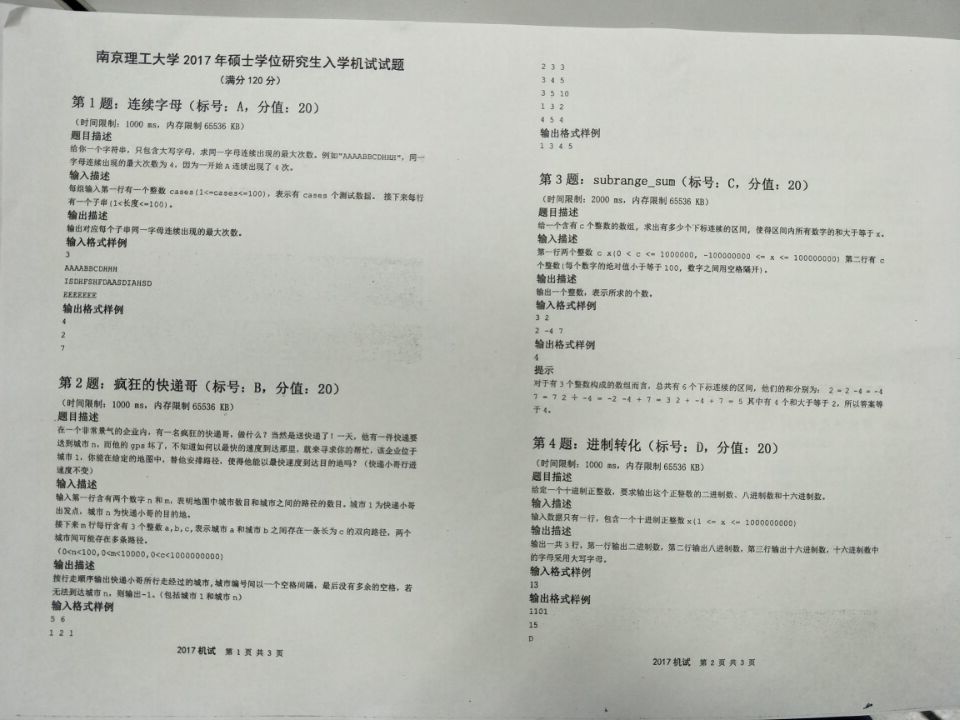 南京理工大学 2017 年硕士学位研究生入学机试试题
（满分 120 分）
第 1 题：连续字母（标号：A，分值：20）
（时间限制：1000 ms，内存限制 65536 KB）
题目描述
给你一个字符串，只包含大写字母，求同一字母连续出现的最大次数。例如"AAAABBCDHHH"，同一
字母连续出现的最大次数为 4，因为一开始 A 连续出现了 4 次。
输入描述
每组输入第一行有一个整数 cases(1<=cases<=100)，表示有 cases 个测试数据。 接下来每行
有一个子串(1<长度<=100)。
输出描述
输出对应每个子串同一字母连续出现的最大次数。
输入格式样例
3
AAAABBCDHHH
ISDHFSHFDAASDIAHSD
EEEEEEE
输出格式样例
4
2
7
第 2 题：疯狂的快递哥（标号：B，分值：20）
（时间限制：1000 ms，内存限制 65536 KB）
题目描述
在一个非常景气的企业内，有一名疯狂的快递哥，做什么？当然是送快递了！一天，他有一件快递要
送到城市 n，而他的 gps 坏了，不知道如何以最快的速度到达那里，就来寻求你的帮忙，该企业位于
城市 1，你能在给定的地图中，替他安排路径，使得他能以最快速度到达目的地吗？（快递小哥行进
速度不变）
输入描述
输入第一行含有两个数字 n 和 m，表明地图中城市数目和城市之间的路径的数目。城市 1 为快递小哥
出发点，城市 n 为快递小哥的目的地。
接下来 m 行每行含有 3 个整数 a,b,c,表示城市 a 和城市 b 之间存在一条长为 c 的双向路径，两个
城市间可能存在多条路径。
（0<n<100,0<m<10000,0<c<1000000000）
输出描述
按行走顺序输出快递小哥所行走经过的城市,城市编号间以一个空格间隔，最后没有多余的空格，若
无法到达城市 n，则输出-1。（包括城市 1 和城市 n）
输入格式样例
5 6
1 2 1
2017 机试 第 1 页 共 3 页
2 3 3
3 4 5
3 5 10
1 3 2
4 5 4
输出格式样例
1 3 4 5
第 3 题：subrange_sum（标号：C，分值：20）
（时间限制：2000 ms，内存限制 65536 KB）
题目描述
给一个含有 c 个整数的数组，求出有多少个下标连续的区间，使得区间内所有数字的和大于等于 x。
输入描述
第一行两个整数 c x(0 < c <= 1000000, -100000000 <= x <= 100000000) 第二行有 c
个整数(每个数字的绝对值小于等于 100，数字之间用空格隔开)。
输出描述
输出一个整数，表示所求的个数。
输入格式样例
3 2
2 -4 7
输出格式样例
4
提示
对于有 3 个整数构成的数组而言，总共有 6 个下标连续的区间，他们的和分别为： 2 = 2 -4 = -4
7 = 7 2 + -4 = -2 -4 + 7 = 3 2 + -4 + 7 = 5 其中有 4 个和大于等于 2，所以答案等
于 4。
第 4 题：进制转化（标号：D，分值：20）
（时间限制：1000 ms，内存限制 65536 KB）
题目描述
给定一个十进制正整数，要求输出这个正整数的二进制数、八进制数和十六进制数。
输入描述
输入数据只有一行，包含一个十进制正整数 x(1 <= x <= 1000000000)
输出描述
输出一共 3 行，第一行输出二进制数，第二行输出八进制数，第三行输出十六进制数，十六进制数中
的字母采用大写字母。
输入格式样例
13
输出格式样例
1101
15
D
2017 机试 第 2 页 共 3 页